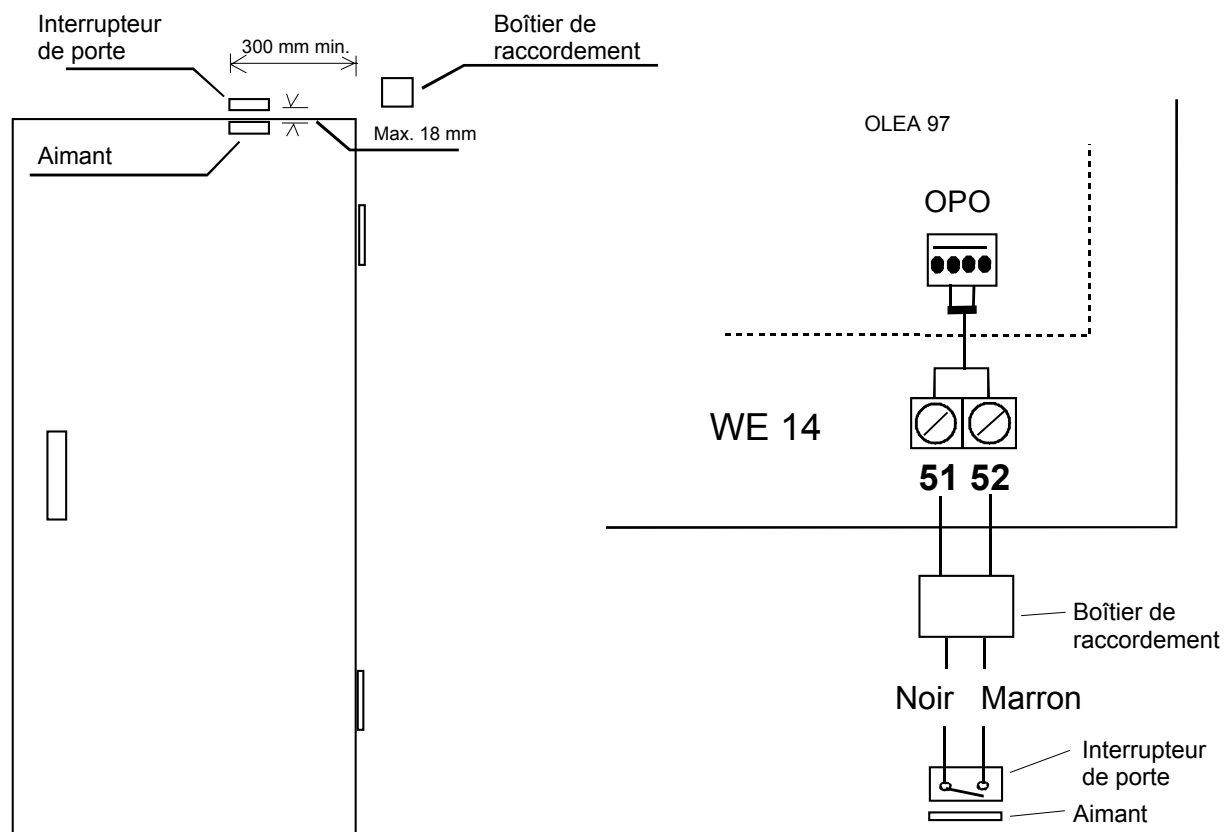 Interrupteur
de porte
300 mm min.
Boîtier de
raccordement
Max. 18 mm
Aimant
OLEA 97
OPO
WE 14
51 52
Boîtier de
raccordement
Noir Marron
Interrupteur
de porte
Aimant